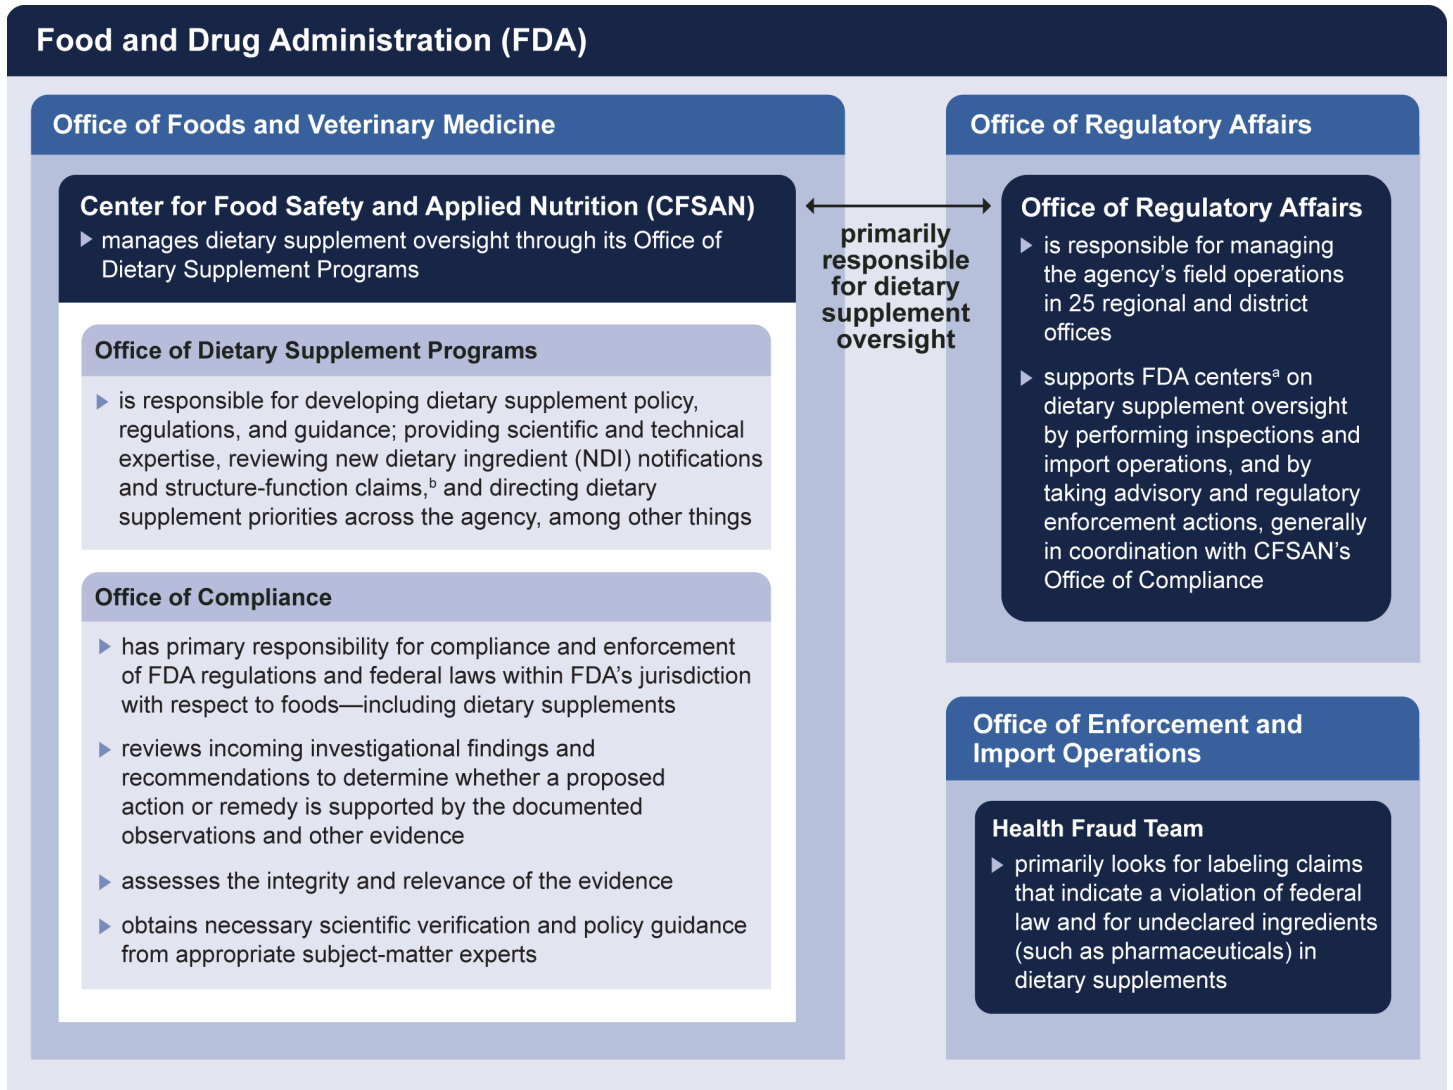 Food and Drug Administration (FDA)
Office of Foods and Veterinary Medicine
Center for Food Safety and Applied Nutrition (CFSAN)
manages dietary supplement oversight through its Office of
Dietary Supplement Programs
Office of Dietary Supplement Programs
is responsible for developing dietary supplement policy,
regulations, and guidance; providing scientific and technical
expertise, reviewing new dietary ingredient (NDI) notifications
and structure-function claims,ᵇ and directing dietary
supplement priorities across the agency, among other things
Office of Compliance
has primary responsibility for compliance and enforcement
of FDA regulations and federal laws within FDA’s jurisdiction
with respect to foods—including dietary supplements
reviews incoming investigational findings and
recommendations to determine whether a proposed
action or remedy is supported by the documented
observations and other evidence
assesses the integrity and relevance of the evidence
obtains necessary scientific verification and policy guidance
from appropriate subject-matter experts
primarily
responsible
for dietary
supplement
oversight
Office of Regulatory Affairs
Office of Regulatory Affairs
is responsible for managing
the agency’s field operations
in 25 regional and district
offices
supports FDA centersᵃ on
dietary supplement oversight
by performing inspections and
import operations, and by
taking advisory and regulatory
enforcement actions, generally
in coordination with CFSAN’s
Office of Compliance
Office of Enforcement and
Import Operations
Health Fraud Team
primarily looks for labeling claims
that indicate a violation of federal
law and for undeclared ingredients
(such as pharmaceuticals) in
dietary supplements